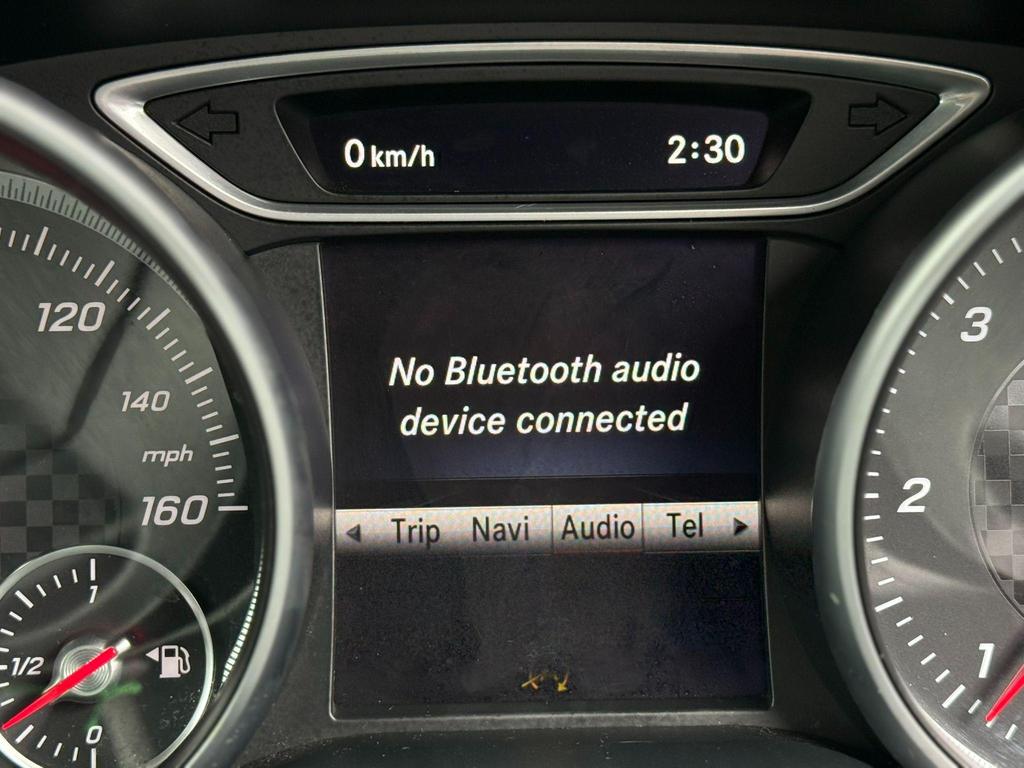 0 km/h 2:30
120
3
No Bluetooth audio
device connected
140
mph
160
2
Trip Navi Audio Tel
1
1/2
0
1